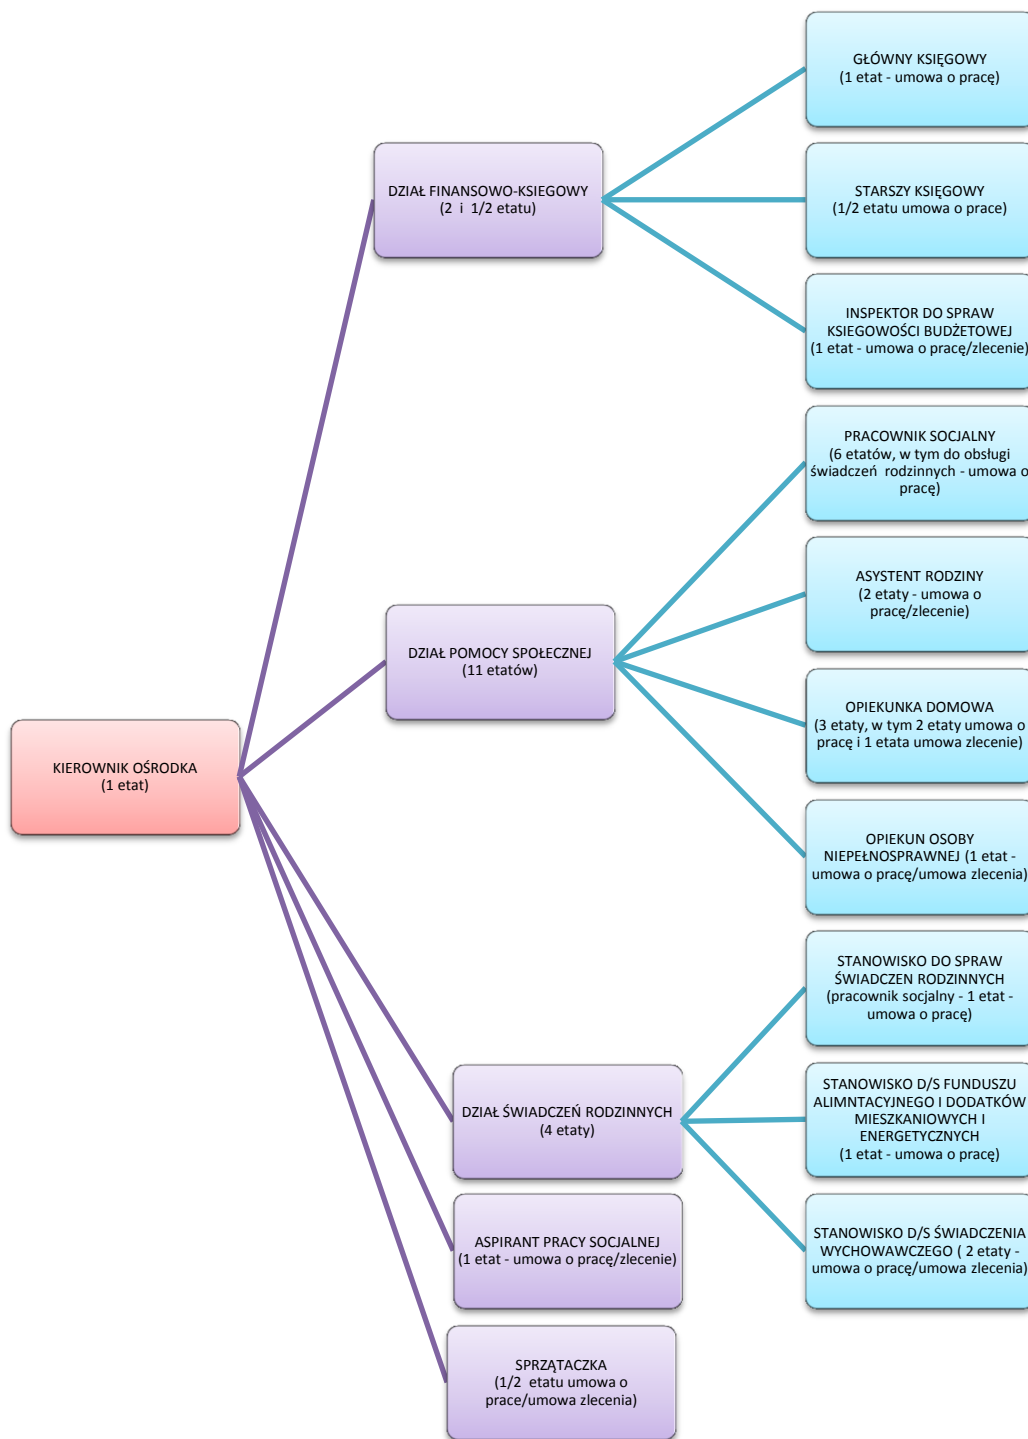 GŁÓWNY KSIĘGOWY
(1 etat - umowa o pracę)
DZIAŁ FINANSOWO-KSIEGOWY
(2 i 1/2 etatu)
STARSZY KSIĘGOWY
(1/2 etatu umowa o prace)
INSPEKTOR DO SPRAW
KSIEGOWOŚCI BUDŻETOWEJ
(1 etat - umowa o pracę/zlecenie)
PRACOWNIK SOCJALNY
(6 etatów, w tym do obsługi
świadczeń rodzinnych - umowa o
pracę)
ASYSTENT RODZINY
(2 etaty - umowa o
pracę/zlecenie)
DZIAŁ POMOCY SPOŁECZNEJ
(11 etatów)
OPIEKUNKA DOMOWA
(3 etaty, w tym 2 etaty umowa o
pracę i 1 etata umowa zlecenie)
KIEROWNIK OŚRODKA
(1 etat)
OPIEKUN OSOBY
NIEPEŁNOSPRAWNEJ (1 etat -
umowa o pracę/umowa zlecenia)
STANOWISKO DO SPRAW
ŚWIADCZEN RODZINNYCH
(pracownik socjalny - 1 etat -
umowa o pracę)
DZIAŁ ŚWIADCZEŃ RODZINNYCH
(4 etaty)
STANOWISKO D/S FUNDUSZU
ALIMNTACYJNEGO I DODATKÓW
MIESZKANIOWYCH I
ENERGETYCZNYCH
(1 etat - umowa o pracę)
ASPIRANT PRACY SOCJALNEJ
(1 etat - umowa o pracę/zlecenie)
STANOWISKO D/S ŚWIADCZENIA
WYCHOWAWCZEGO ( 2 etaty -
umowa o pracę/umowa zlecenia)
SPRZĄTACZKA
(1/2 etatu umowa o
prace/umowa zlecenia)